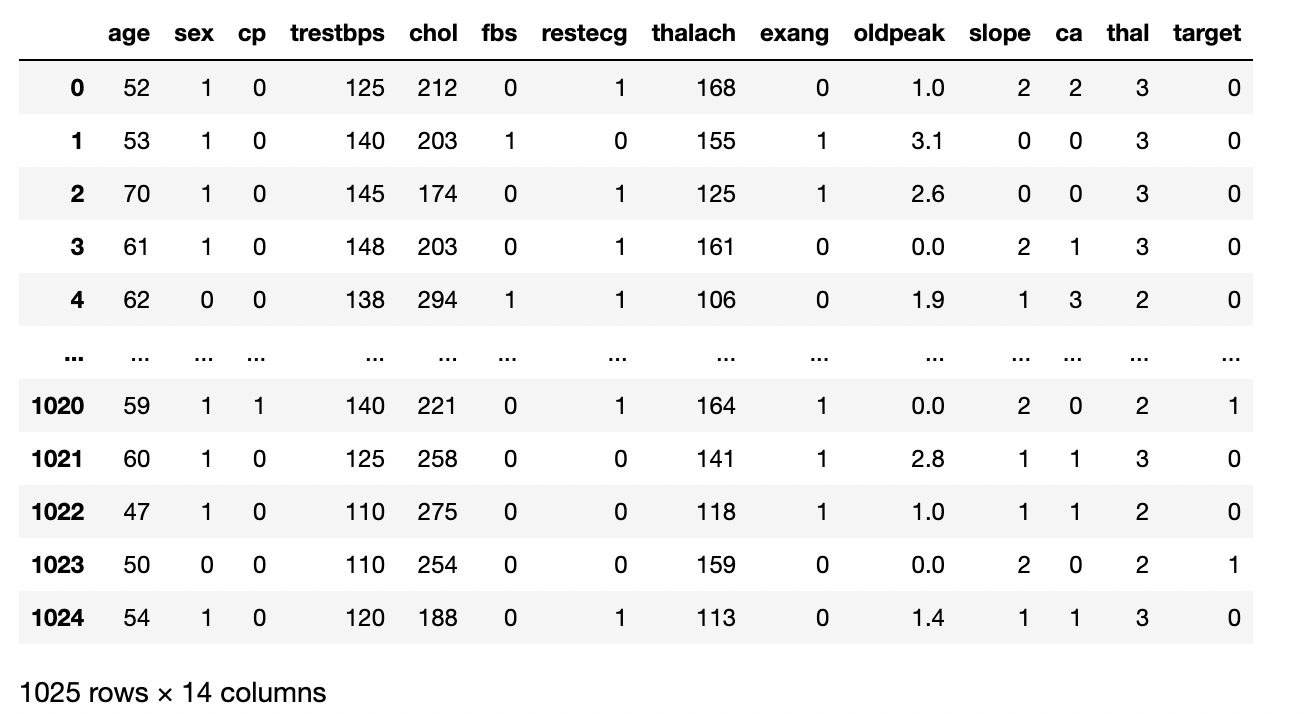 age sex cp trestbps chol fbs restecg thalach exang oldpeak slope ca thal target
0 52 1 0 125 212 0 1 168 0 1.0 2 2 3 0
1 53 1 0 140 203 1 0 155 1 3.1 0 0 3 0
2 70 1 0 145 174 0 1 125 1 2.6 0 0 3 0
3 61 1 0 148 203 0 1 161 0 0.0 2 1 3 0
4 62 0 0 138 294 1 1 106 0 1.9 1 3 2 0
... ... ... ... ... ... ... ... ... ... ... ... ... ... ...
1020 59 1 1 140 221 0 1 164 1 0.0 2 0 2 1
1021 60 1 0 125 258 0 0 141 1 2.8 1 1 3 0
1022 47 1 0 110 275 0 0 118 1 1.0 1 1 2 0
1023 50 0 0 110 254 0 0 159 0 0.0 2 0 2 1
1024 54 1 0 120 188 0 1 113 0 1.4 1 1 3 0
1025 rows × 14 columns